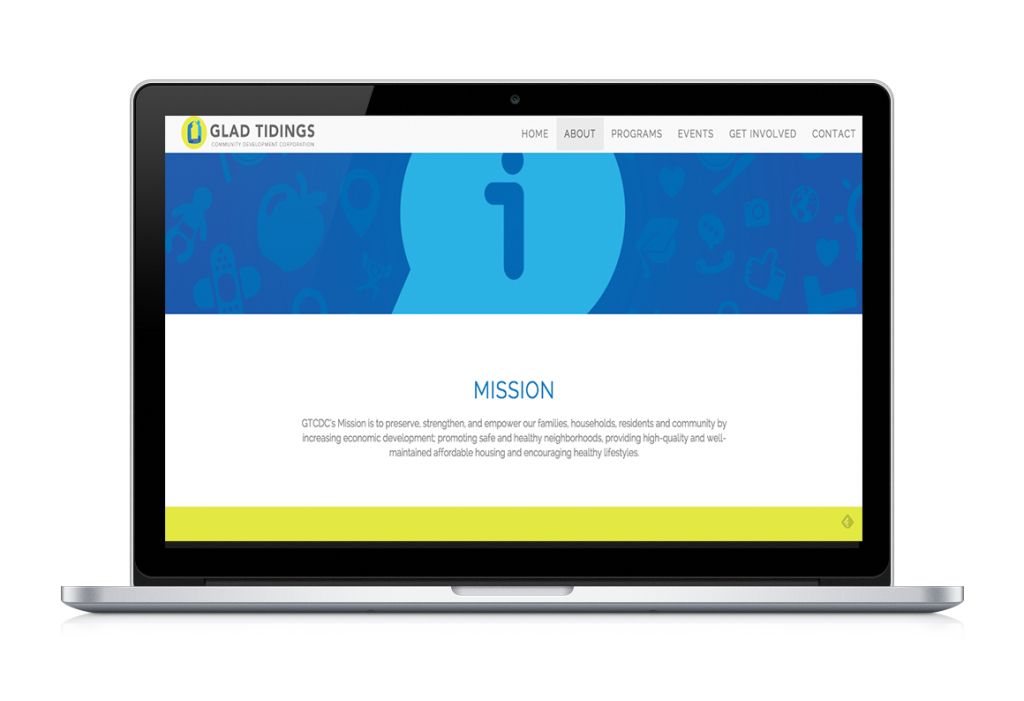 GLAD TIDINGS
COMMUNITY DEVELOPMENT CORPORATION
HOME ABOUT PROGRAMS EVENTS GET INVOLVED CONTACT
i
MISSION
GTCDC's Mission is to preserve, strengthen, and empower our families, households, residents and community by
increasing economic development; promoting safe and healthy neighborhoods, providing high-quality and well-
maintained affordable housing and encouraging healthy lifestyles.